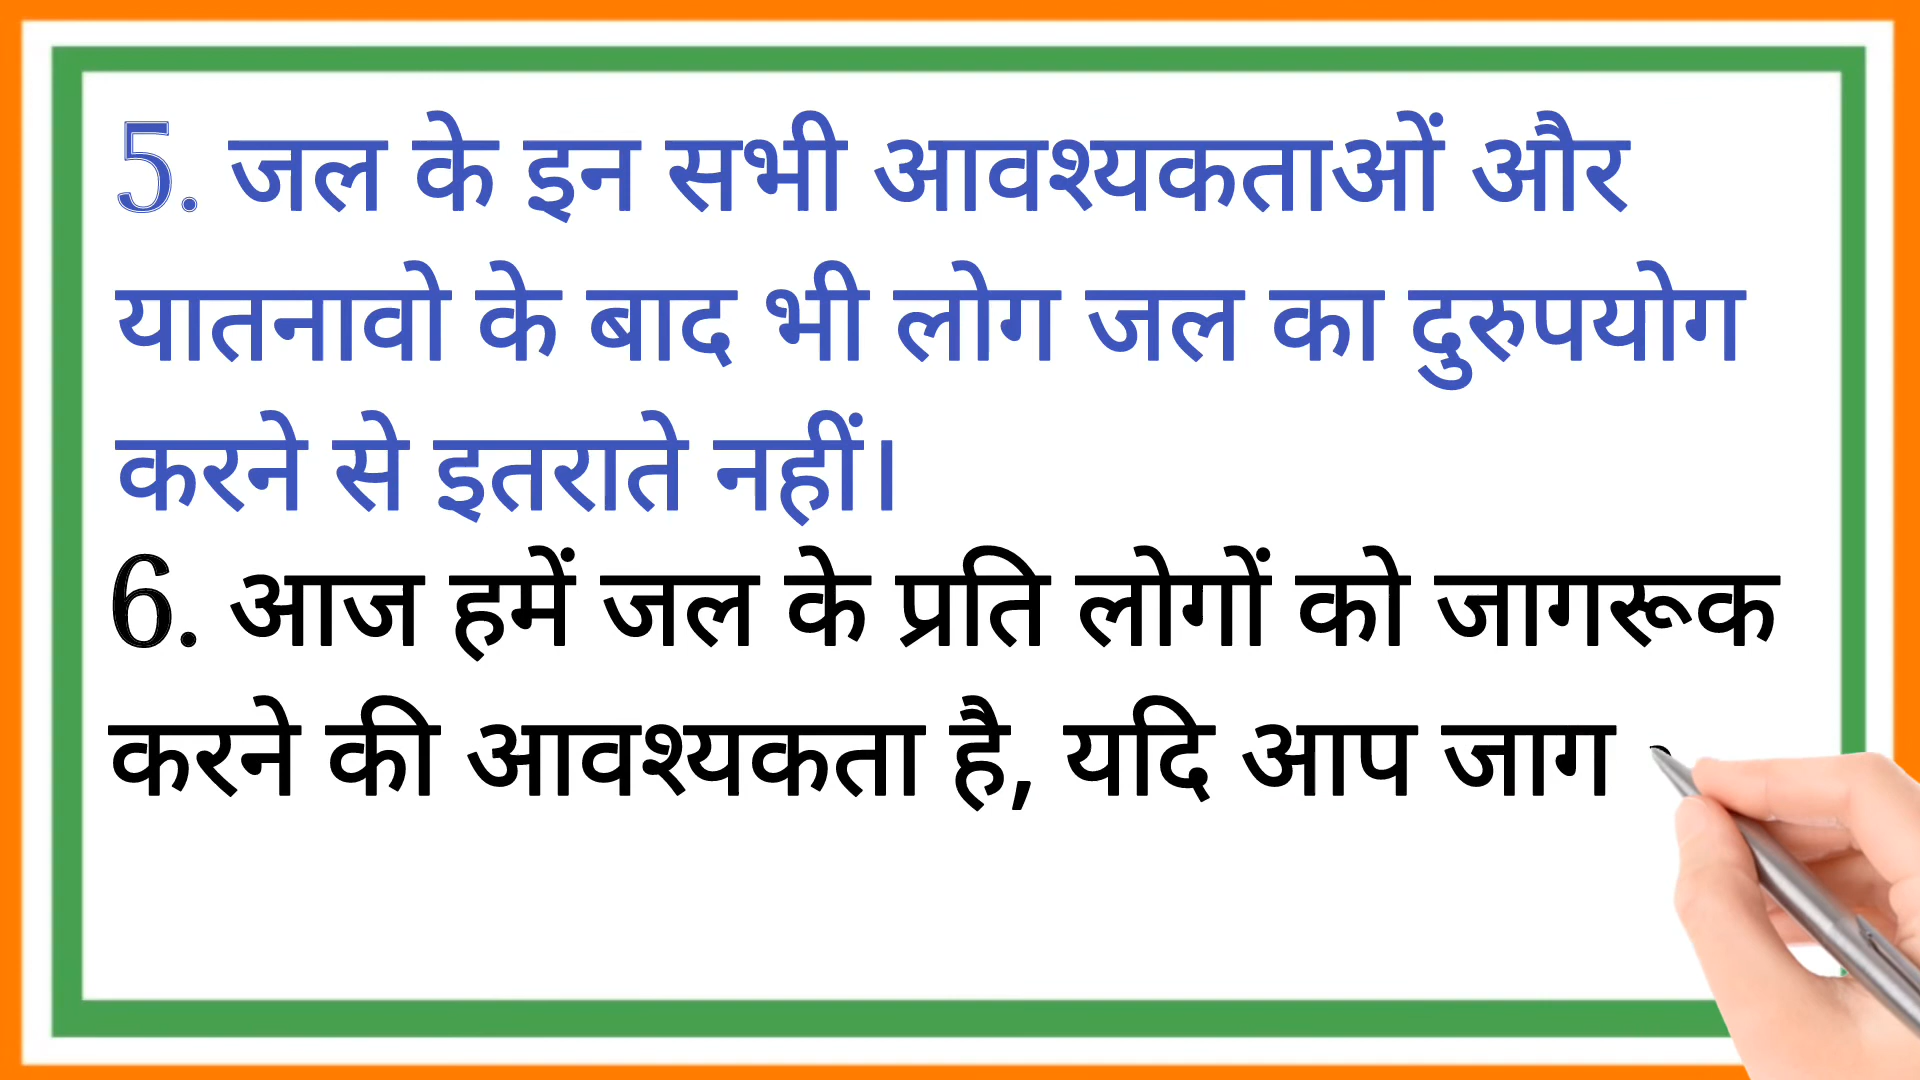 5. जल के इन सभी आवश्यकताओं और
यातनावो के बाद भी लोग जल का दुरुपयोग
करने से इतराते नहीं।
6. आज हमें जल के प्रति लोगों को जागरूक
करने की आवश्यकता है, यदि आप जाग